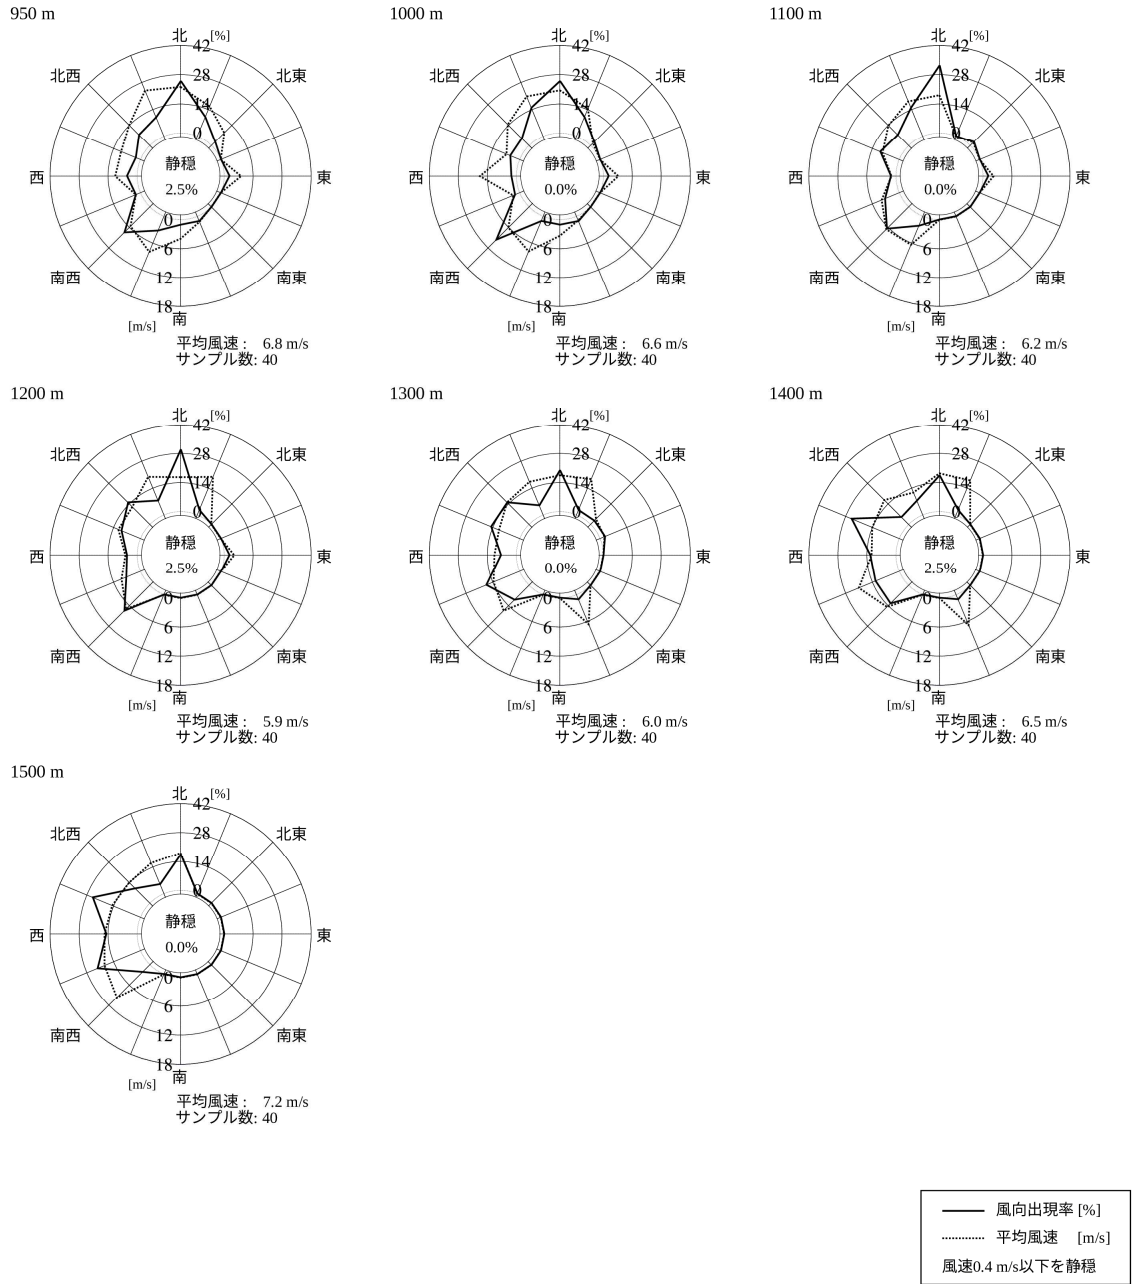 950 m
北 [%]
42
北西 28 北東
14
0
静穏
西 東
2.5%
0
6
南西 12 南東
18
[m/s] 南
平均風速 : 6.8 m/s
サンプル数: 40
1000 m
北 [%]
42
北西 28 北東
14
0
静穏
西 東
0.0%
0
6
南西 12 南東
18
[m/s] 南
平均風速 : 6.6 m/s
サンプル数: 40
1100 m
北 [%]
42
北西 28 北東
14
0
静穏
西 東
0.0%
0
6
南西 12 南東
18
[m/s] 南
平均風速 : 6.2 m/s
サンプル数: 40
1200 m
北 [%]
42
北西 28 北東
14
0
静穏
西 東
2.5%
0
6
南西 12 南東
18
[m/s] 南
平均風速 : 5.9 m/s
サンプル数: 40
1300 m
北 [%]
42
北西 28 北東
14
0
静穏
西 東
0.0%
0
6
南西 12 南東
18
[m/s] 南
平均風速 : 6.0 m/s
サンプル数: 40
1400 m
北 [%]
42
北西 28 北東
14
0
静穏
西 東
2.5%
0
6
南西 12 南東
18
[m/s] 南
平均風速 : 6.5 m/s
サンプル数: 40
1500 m
北 [%]
42
北西 28 北東
14
0
静穏
西 東
0.0%
0
6
南西 12 南東
18
[m/s] 南
平均風速 : 7.2 m/s
サンプル数: 40
風向出現率 [%]
平均風速 [m/s]
風速0.4 m/s以下を静穏